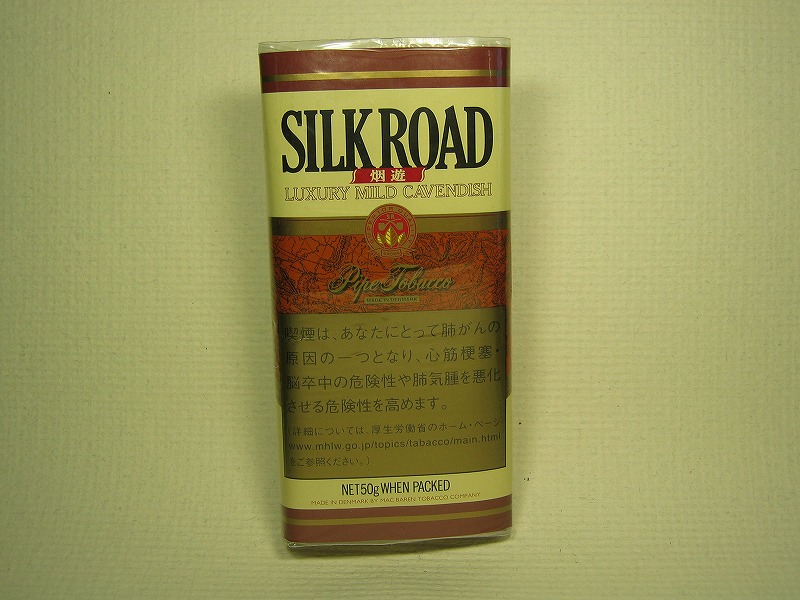 SILKROAD
烟遊
LUXURY MILD CAVENDISH
Pipe Tobacco
MADE IN DENMARK
喫煙は、あなたにとって肺がんの
原因の一つとなり、心筋梗塞・
脳卒中の危険性や肺気腫を悪化
させる危険性を高めます。
(詳細については、厚生労働省のホーム・ページ
www.mhlw.go.jp/topics/tabacco/main.html
をご参照ください。)
NET50g WHEN PACKED
MADE IN DENMARK BY MAC BAREN TOBACCO COMPANY